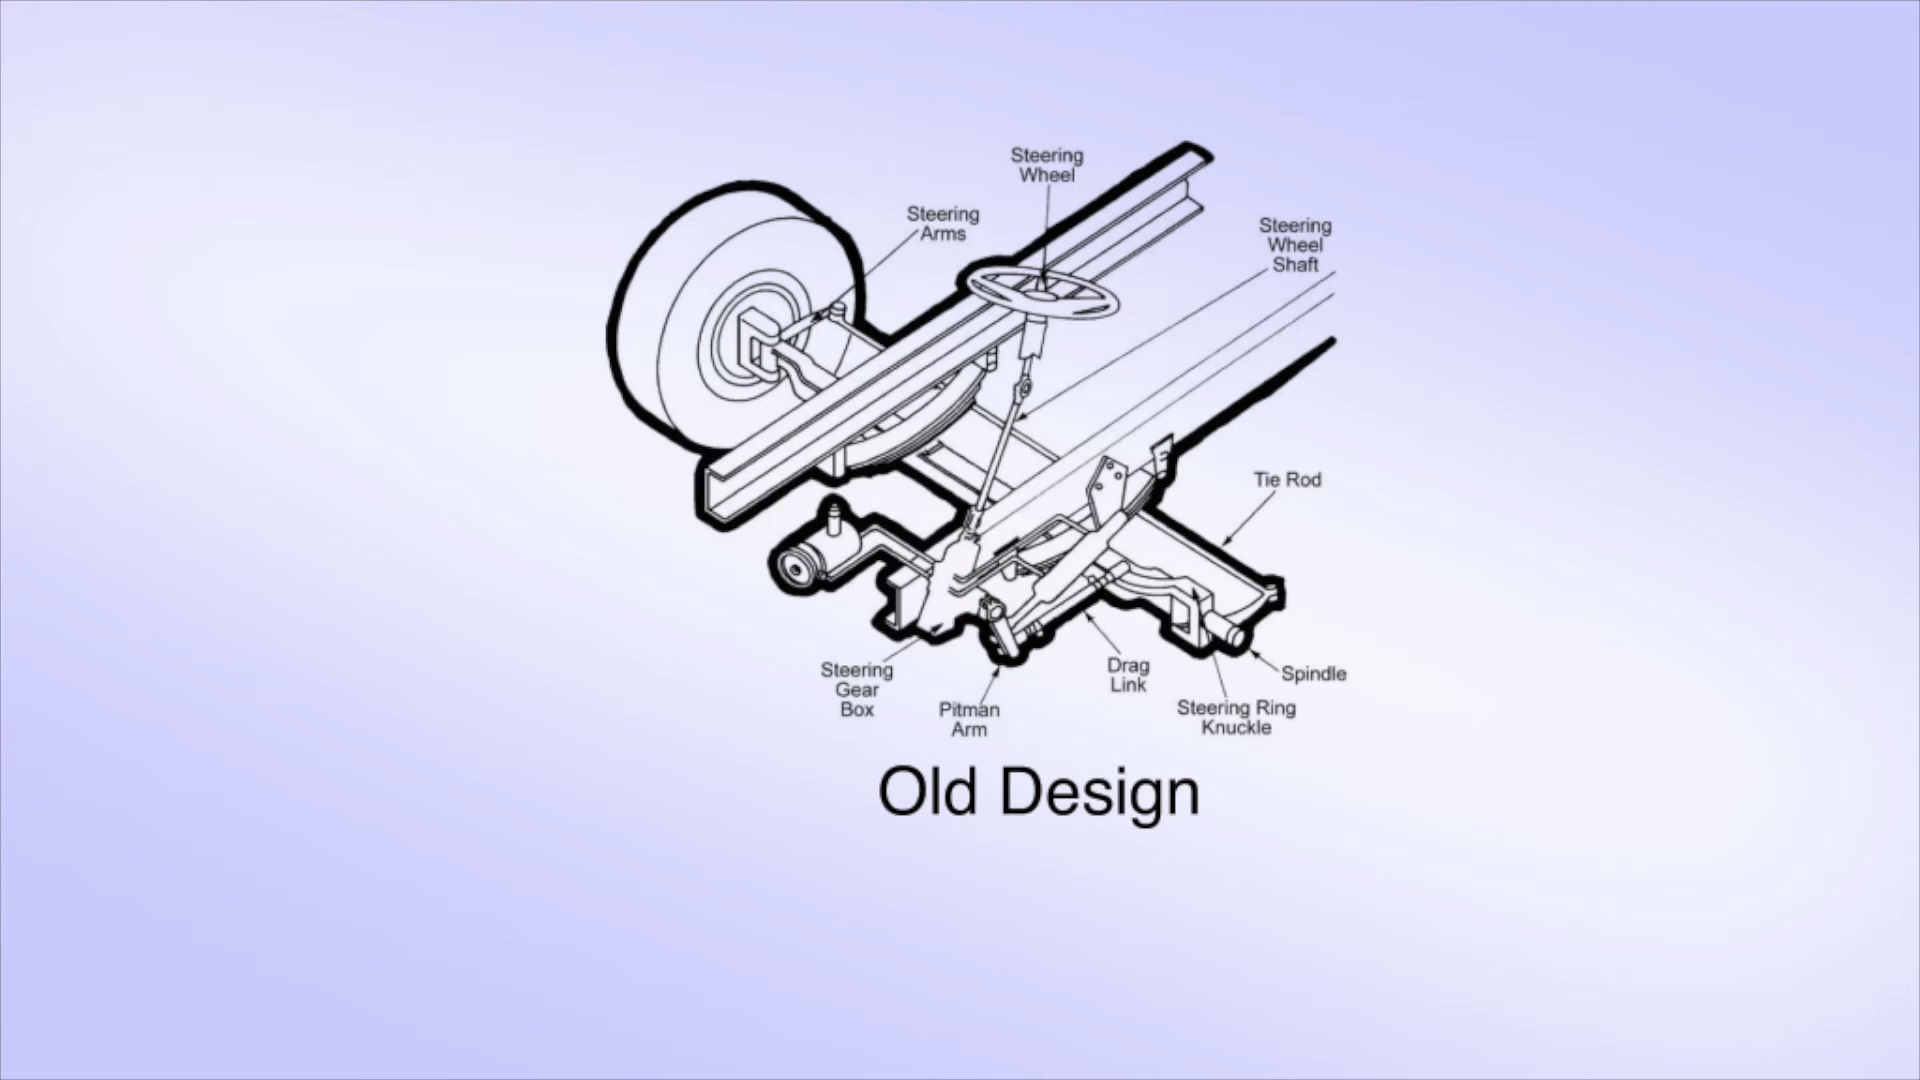 Steering
Wheel
Steering
Arms
Steering
Wheel
Shaft
Tie Rod
Steering
Gear
Box
Pitman
Arm
Drag
Link
Spindle
Steering Ring
Knuckle
Old Design